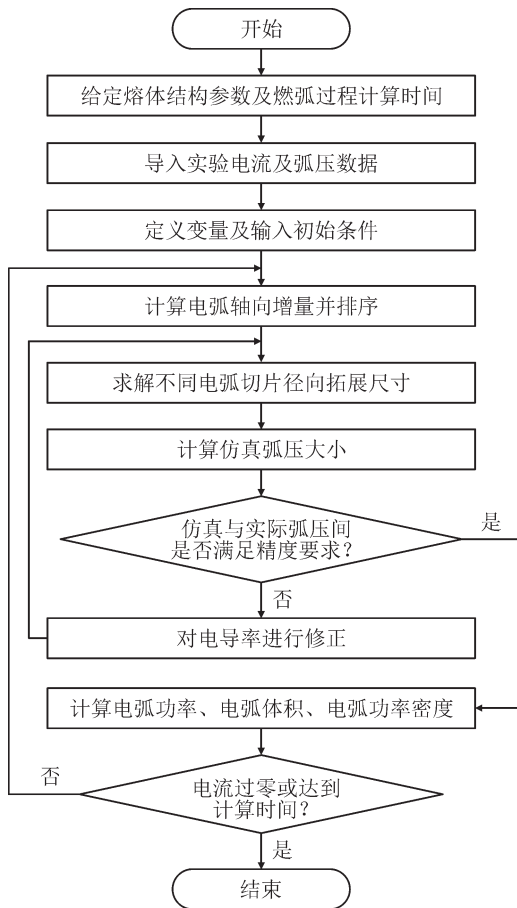 开始
给定熔体结构参数及燃弧过程计算时间
导入实验电流及弧压数据
定义变量及输入初始条件
计算电弧轴向增量并排序
求解不同电弧切片径向拓展尺寸
计算仿真弧压大小
仿真与实际弧压间
是否满足精度要求？
是
否
对电导率进行修正
计算电弧功率、电弧体积、电弧功率密度
否
电流过零或达到
计算时间？
是
结束